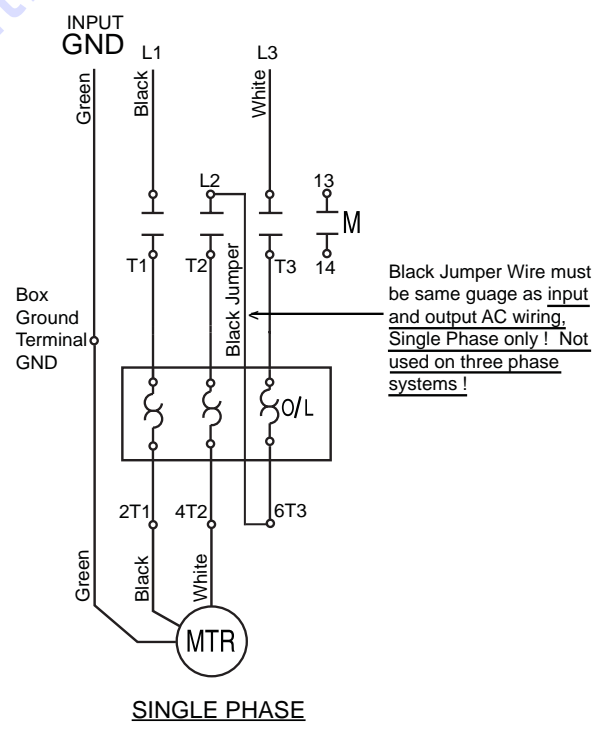 INPUT
GND
L1
L3
Green
Black
White
L2
13
M
T1
T2
T3
14
Black Jumper
Black Jumper Wire must
be same guage as input
and output AC wiring,
Single Phase only ! Not
used on three phase
systems !
Box
Ground
Terminal
GND
O/L
2T1
4T2
6T3
Green
Black
White
MTR
SINGLE PHASE